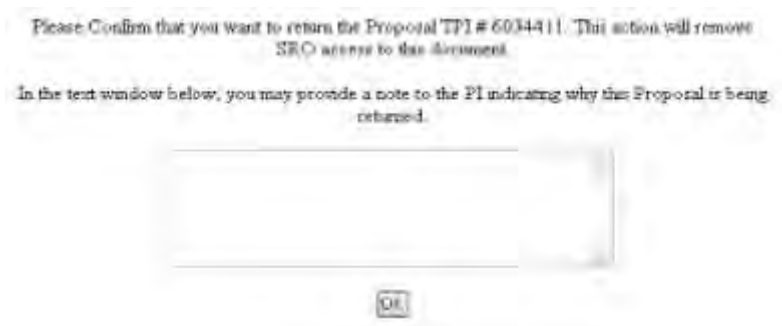 Please Confirm that you want to return the Proposal TPI # 6034411. This action will remove
SRO access to this document.
In the text window below, you may provide a note to the PI indicating why this Proposal is being
returned.
OK